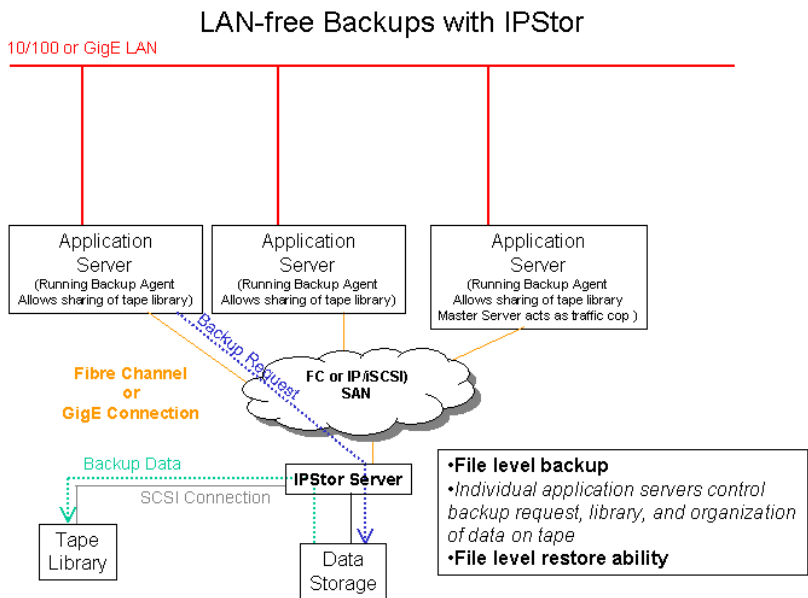 LAN-free Backups with IPStor
10/100 or GigE LAN
Application
Server
(Running Backup Agent
Allows sharing of tape library)
Application
Server
(Running Backup Agent
Allows sharing of tape library)
Application
Server
(Running Backup Agent
Allows sharing of tape library
Master Server acts as traffic cop )
Backup Request
Fibre Channel
or
GigE Connection
FC or IP/iSCSI)
SAN
Backup Data
SCSI Connection
IPStor Server
Tape
Library
Data
Storage
•File level backup
•Individual application servers control
backup request, library, and organization
of data on tape
•File level restore ability